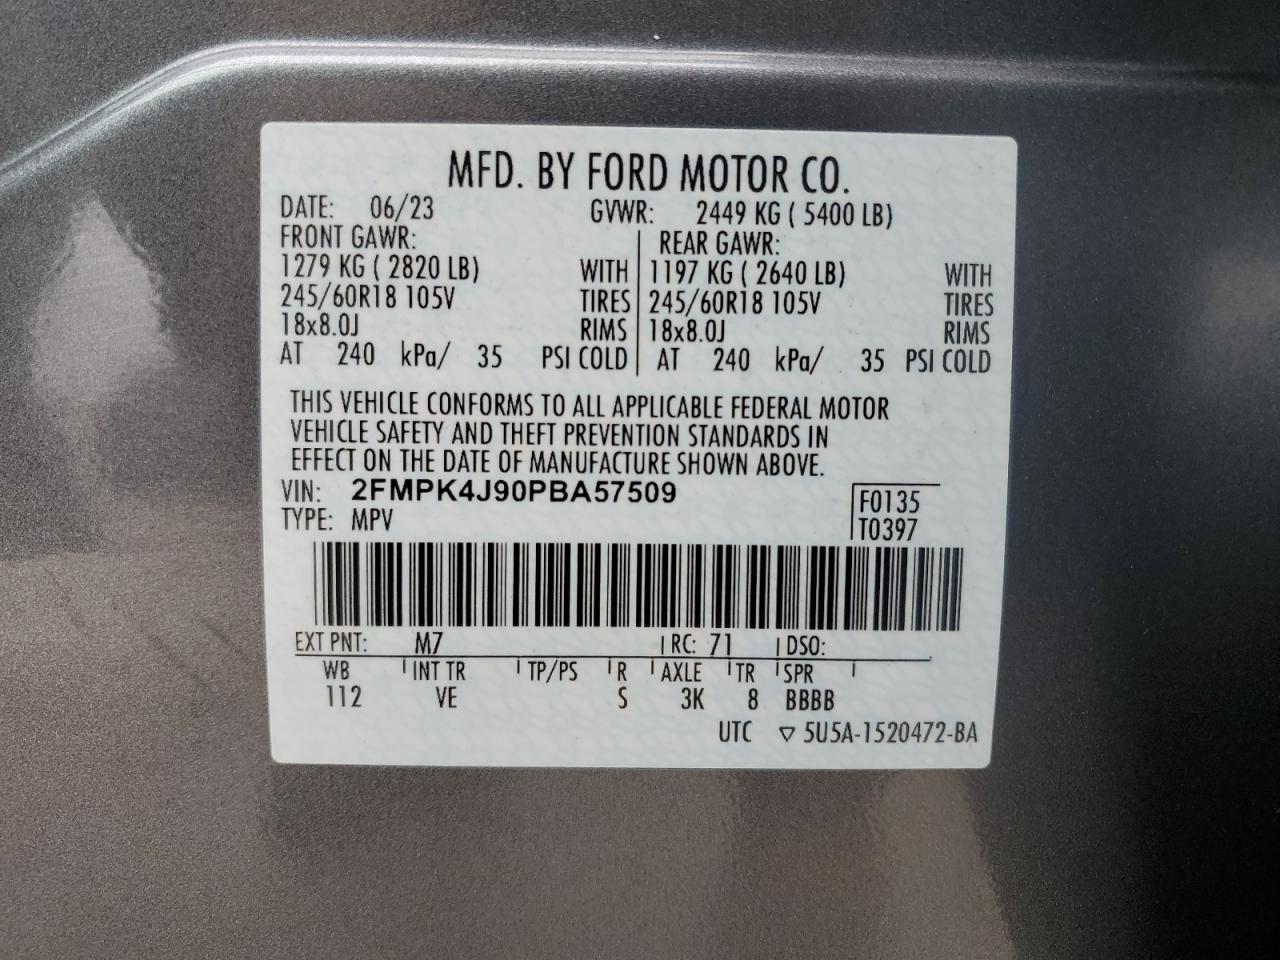 MFD. BY FORD MOTOR CO.
DATE: 06/23 GVWR: 2449 KG ( 5400 LB)
FRONT GAWR: REAR GAWR:
1279 KG ( 2820 LB) WITH 1197 KG ( 2640 LB) WITH
245/60R18 105V TIRES 245/60R18 105V TIRES
18x8.0J RIMS 18x8.0J RIMS
AT 240 kPa/ 35 PSI COLD AT 240 kPa/ 35 PSI COLD
THIS VEHICLE CONFORMS TO ALL APPLICABLE FEDERAL MOTOR
VEHICLE SAFETY AND THEFT PREVENTION STANDARDS IN
EFFECT ON THE DATE OF MANUFACTURE SHOWN ABOVE.
VIN: 2FMPK4J90PBA57509 F0135
TYPE: MPV T0397
EXT PNT: M7 RC: 71 DSO:
WB INT TR TP/PS R AXLE TR SPR
112 VE S 3K 8 BBBB
UTC ▽ 5U5A-1520472-BA